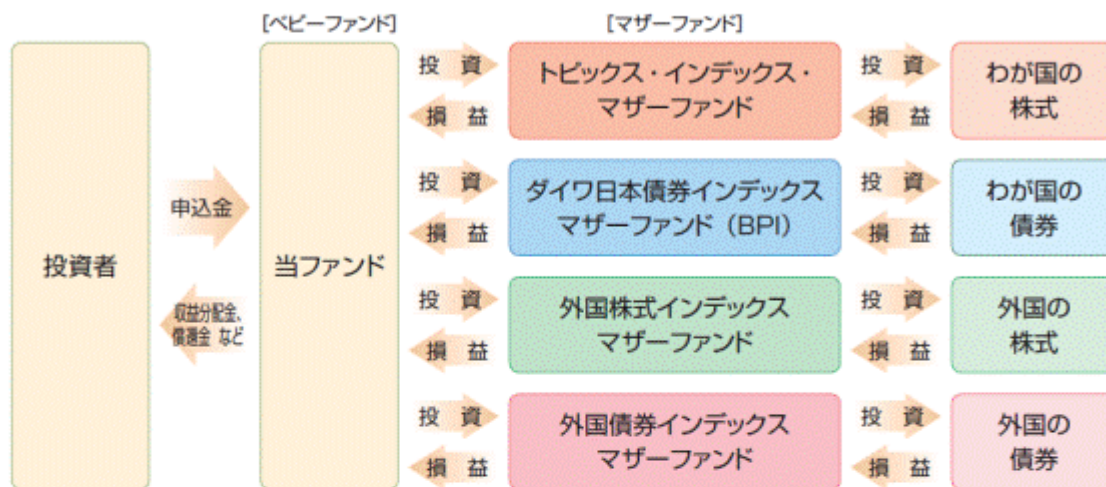 [ベビーファンド]
[マザーファンド]
投資者
申込金
収益分配金、
償還金 など
当ファンド
投 資
損 益
トピックス・インデックス・
マザーファンド
投 資
損 益
わが国の
株式
投 資
損 益
ダイワ日本債券インデックス
マザーファンド（BPI）
投 資
損 益
わが国の
債券
投 資
損 益
外国株式インデックス
マザーファンド
投 資
損 益
外国の
株式
投 資
損 益
外国債券インデックス
マザーファンド
投 資
損 益
外国の
債券